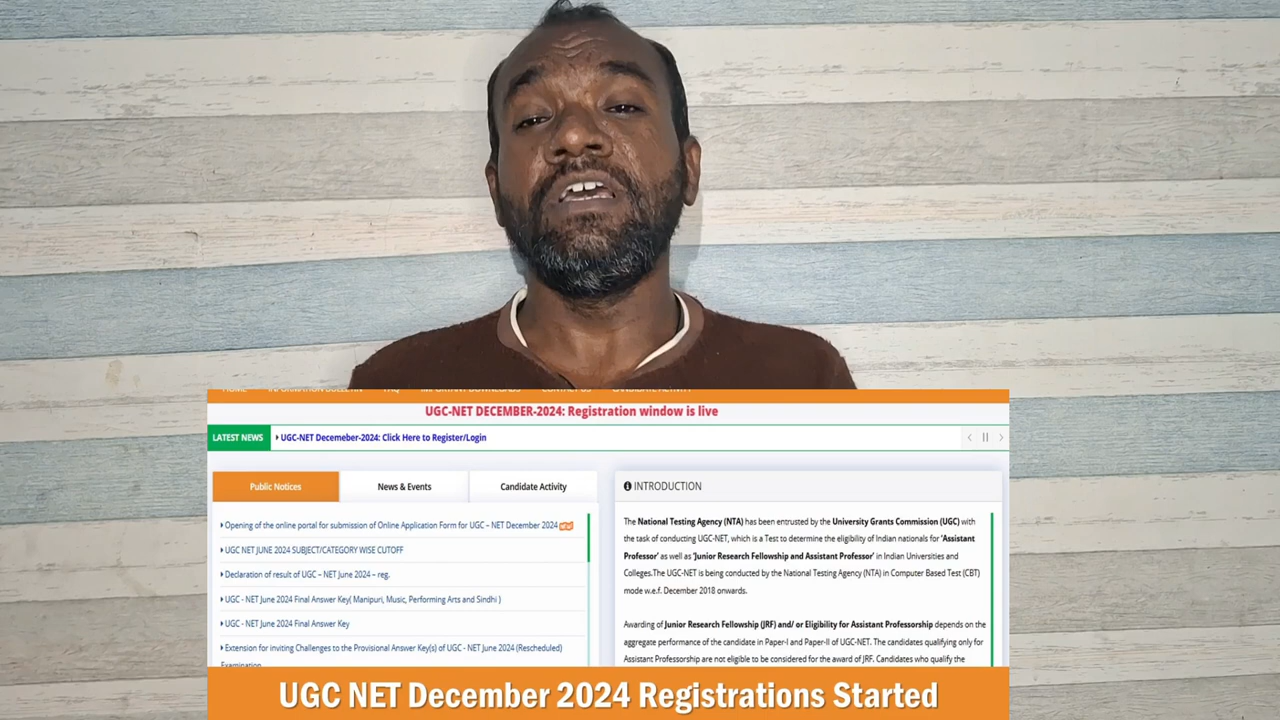 HOME INFORMATION BULLETIN FAQ IMPORTANT DOWNLOADS CONTACT US CANDIDATE ACTIVITY
UGC-NET DECEMBER-2024: Registration window is live
LATEST NEWS
UGC-NET Decemeber-2024: Click Here to Register/Login
Public Notices
News & Events
Candidate Activity
Opening of the online portal for submission of Online Application Form for UGC – NET December 2024
UGC NET JUNE 2024 SUBJECT/CATEGORY WISE CUTOFF
Declaration of result of UGC – NET June 2024 – reg.
UGC - NET June 2024 Final Answer Key( Manipuri, Music, Performing Arts and Sindhi )
UGC - NET June 2024 Final Answer Key
Extension for inviting Challenges to the Provisional Answer Key(s) of UGC - NET June 2024 (Rescheduled)
Examination
INTRODUCTION
The National Testing Agency (NTA) has been entrusted by the University Grants Commission (UGC) with
the task of conducting UGC-NET, which is a Test to determine the eligibility of Indian nationals for 'Assistant
Professor' as well as 'Junior Research Fellowship and Assistant Professor' in Indian Universities and
Colleges.The UGC-NET is being conducted by the National Testing Agency (NTA) in Computer Based Test (CBT)
mode w.e.f. December 2018 onwards.
Awarding of Junior Research Fellowship (JRF) and/ or Eligibility for Assistant Professorship depends on the
aggregate performance of the candidate in Paper-I and Paper-II of UGC-NET. The candidates qualifying only for
Assistant Professorship are not eligible to be considered for the award of JRF. Candidates who qualify the
UGC NET December 2024 Registrations Started